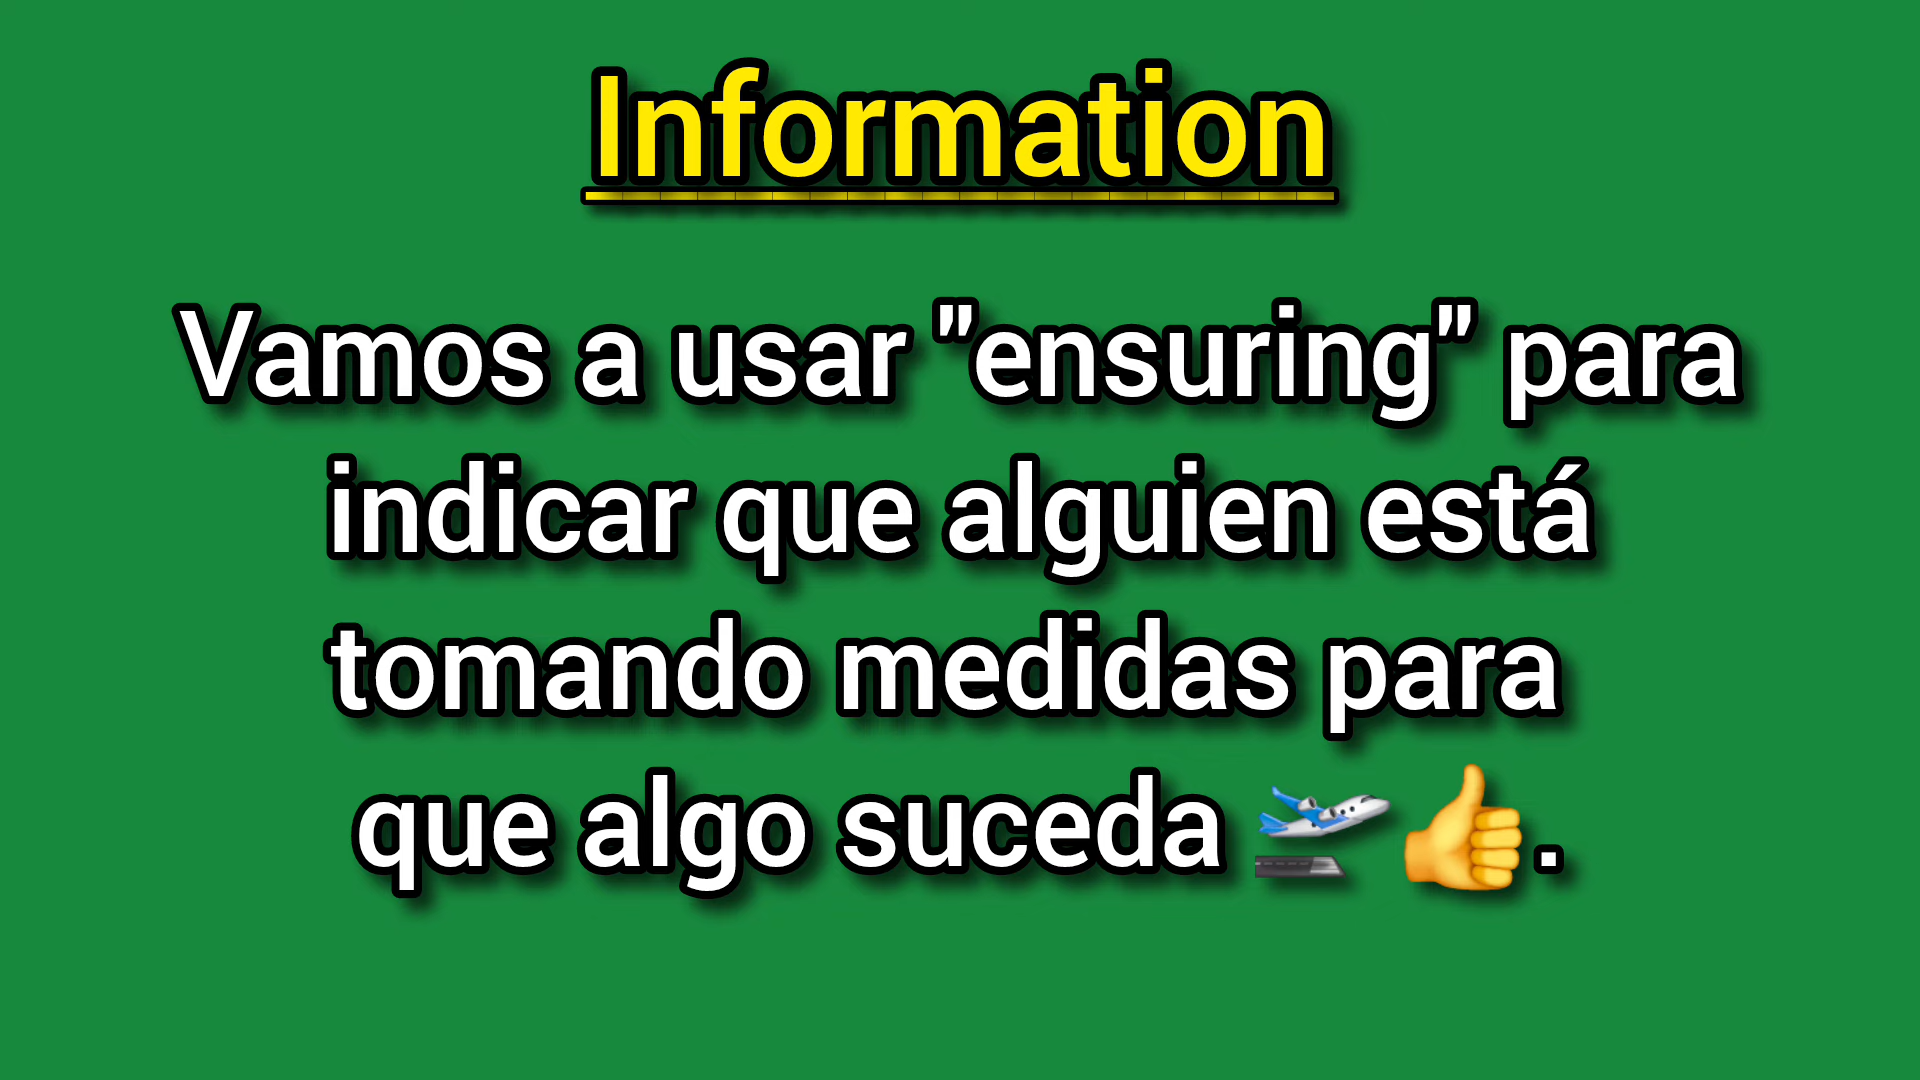 Information
Vamos a usar "ensuring" para
indicar que alguien está
tomando medidas para
que algo suceda 🛫👍.